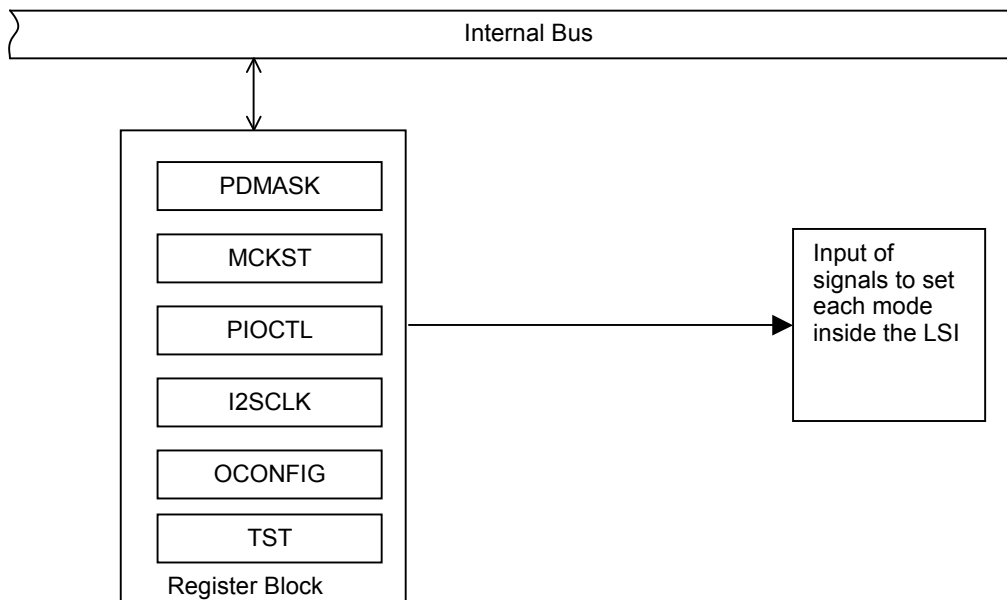 Internal Bus
PDMASK
MCKST
PIOCTL
I2SCLK
OCONFIG
TST
Register Block
Input of
signals to set
each mode
inside the LSI